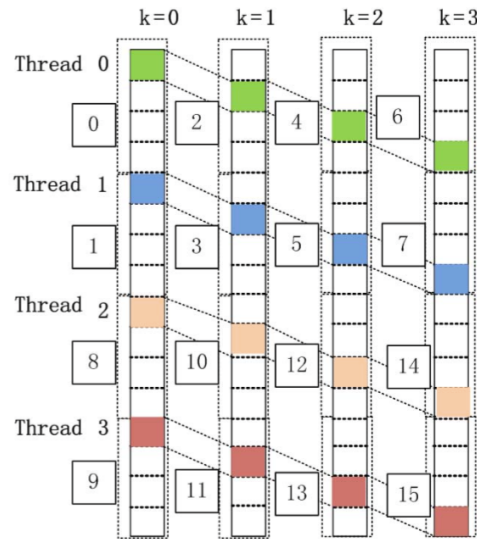 k=0 k=1 k=2 k=3
Thread 0
0 2 4 6
Thread 1
1 3 5 7
Thread 2
8 10 12 14
Thread 3
9 11 13 15